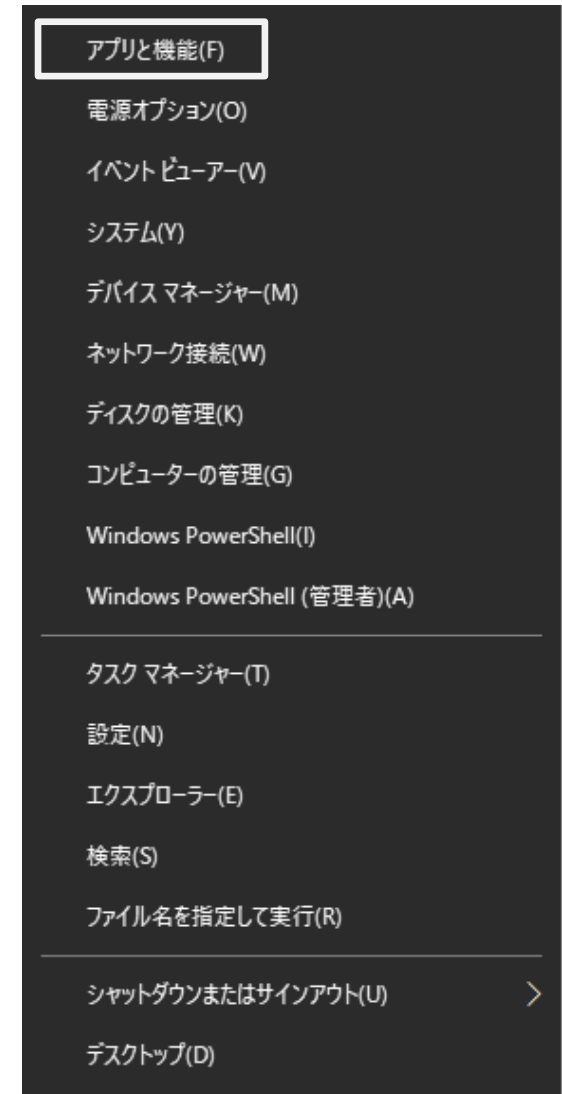 アプリと機能(F)
電源オプション(O)
イベント ビューアー(V)
システム(Y)
デバイス マネージャー(M)
ネットワーク接続(W)
ディスクの管理(K)
コンピューターの管理(G)
Windows PowerShell(I)
Windows PowerShell (管理者)(A)
タスク マネージャー(T)
設定(N)
エクスプローラー(E)
検索(S)
ファイル名を指定して実行(R)
シャットダウンまたはサインアウト(U)
デスクトップ(D)